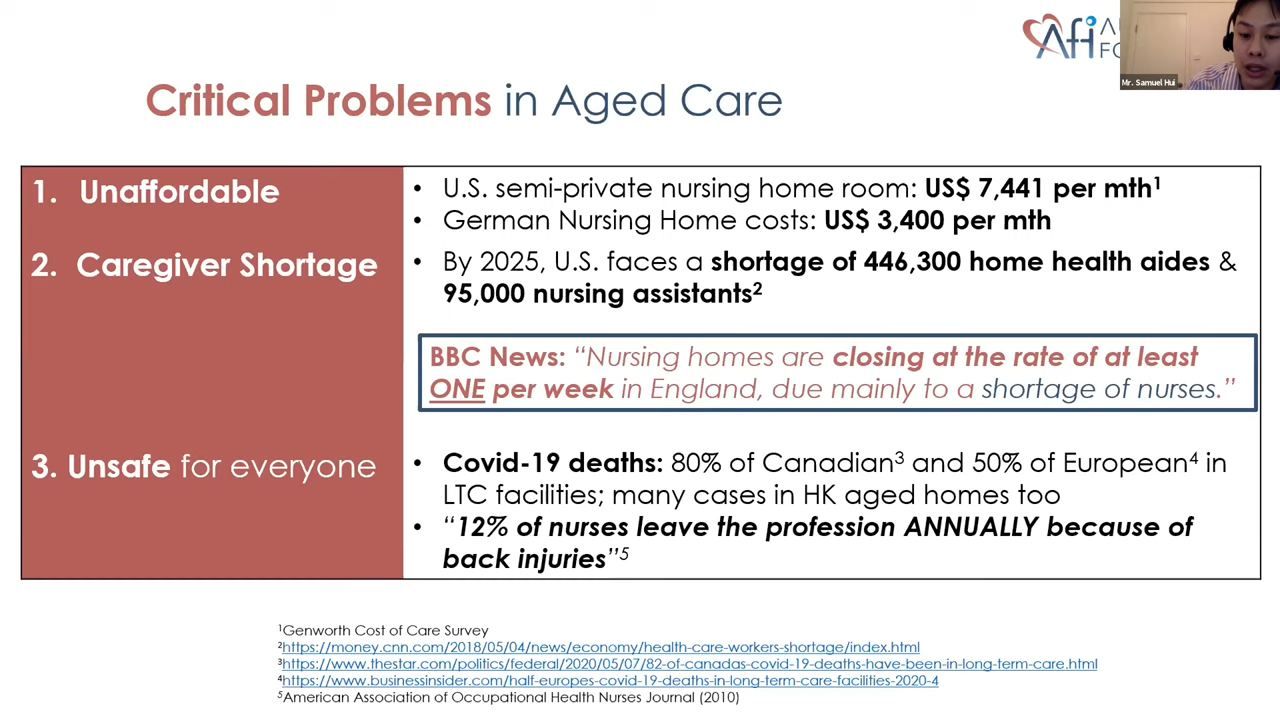 Afi
Mr. Samuel Hui
Critical Problems in Aged Care
1. Unaffordable
• U.S. semi-private nursing home room: US$ 7,441 per mth¹
• German Nursing Home costs: US$ 3,400 per mth
2. Caregiver Shortage
• By 2025, U.S. faces a shortage of 446,300 home health aides &
95,000 nursing assistants²
BBC News: “Nursing homes are closing at the rate of at least
ONE per week in England, due mainly to a shortage of nurses.”
3. Unsafe for everyone
• Covid-19 deaths: 80% of Canadian³ and 50% of European⁴ in
LTC facilities; many cases in HK aged homes too
• “12% of nurses leave the profession ANNUALLY because of
back injuries”⁵
¹Genworth Cost of Care Survey
²https://money.cnn.com/2018/05/04/news/economy/health-care-workers-shortage/index.html
³https://www.thestar.com/politics/federal/2020/05/07/82-of-canadas-covid-19-deaths-have-been-in-long-term-care.html
⁴https://www.businessinsider.com/half-europes-covid-19-deaths-in-long-term-care-facilities-2020-4
⁵American Association of Occupational Health Nurses Journal (2010)